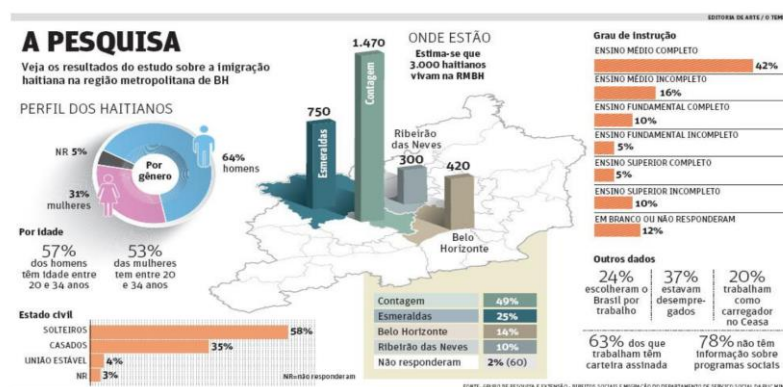 EDITORIA DE ARTE / O TEMPO
A PESQUISA
Veja os resultados do estudo sobre a imigração
haitiana na região metropolitana de BH
PERFIL DOS HAITIANOS
NR 5%
Por
gênero
64%
homens
31%
mulheres
Por idade
57%
dos homens
têm idade entre
20 e 34 anos
53%
das mulheres
tem entre 20
e 34 anos
Estado civil
SOLTEIROS 58%
CASADOS 35%
UNIÃO ESTÁVEL 4%
NR 3%
NR=não responderam
ONDE ESTÃO
Estima-se que
3.000 haitianos
vivam na RMBH
1.470
Contagem
750
Esmeraldas
Ribeirão
das Neves
300
420
Belo
Horizonte
Contagem 49%
Esmeraldas 25%
Belo Horizonte 14%
Ribeirão das Neves 10%
Não responderam 2% (60)
Grau de Instrução
ENSINO MÉDIO COMPLETO
42%
ENSINO MÉDIO INCOMPLETO
16%
ENSINO FUNDAMENTAL COMPLETO
10%
ENSINO FUNDAMENTAL INCOMPLETO
5%
ENSINO SUPERIOR COMPLETO
5%
ENSINO SUPERIOR INCOMPLETO
10%
EM BRANCO OU NÃO RESPONDERAM
12%
Outros dados
24%
escolheram o
Brasil por
trabalho
37%
estavam
desempre-
gados
20%
trabalham
como
carregador
no Ceasa
63% dos que
trabalham têm
carteira assinada
78% não têm
informação sobre
programas sociais